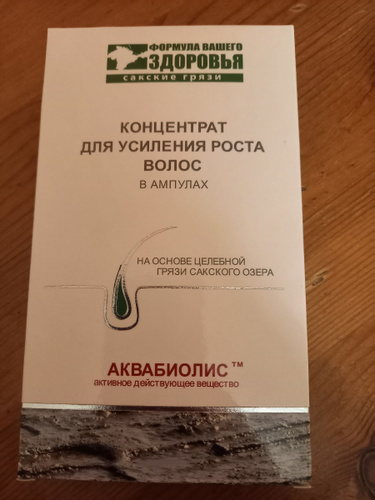 ФОРМУЛА ВАШЕГО
ЗДОРОВЬЯ
САКСКИЕ ГРЯЗИ
КОНЦЕНТРАТ
ДЛЯ УСИЛЕНИЯ РОСТА
ВОЛОС
В АМПУЛАХ
НА ОСНОВЕ ЦЕЛЕБНОЙ
ГРЯЗИ САКСКОГО ОЗЕРА
АКВАБИОЛИС™
активное действующее вещество